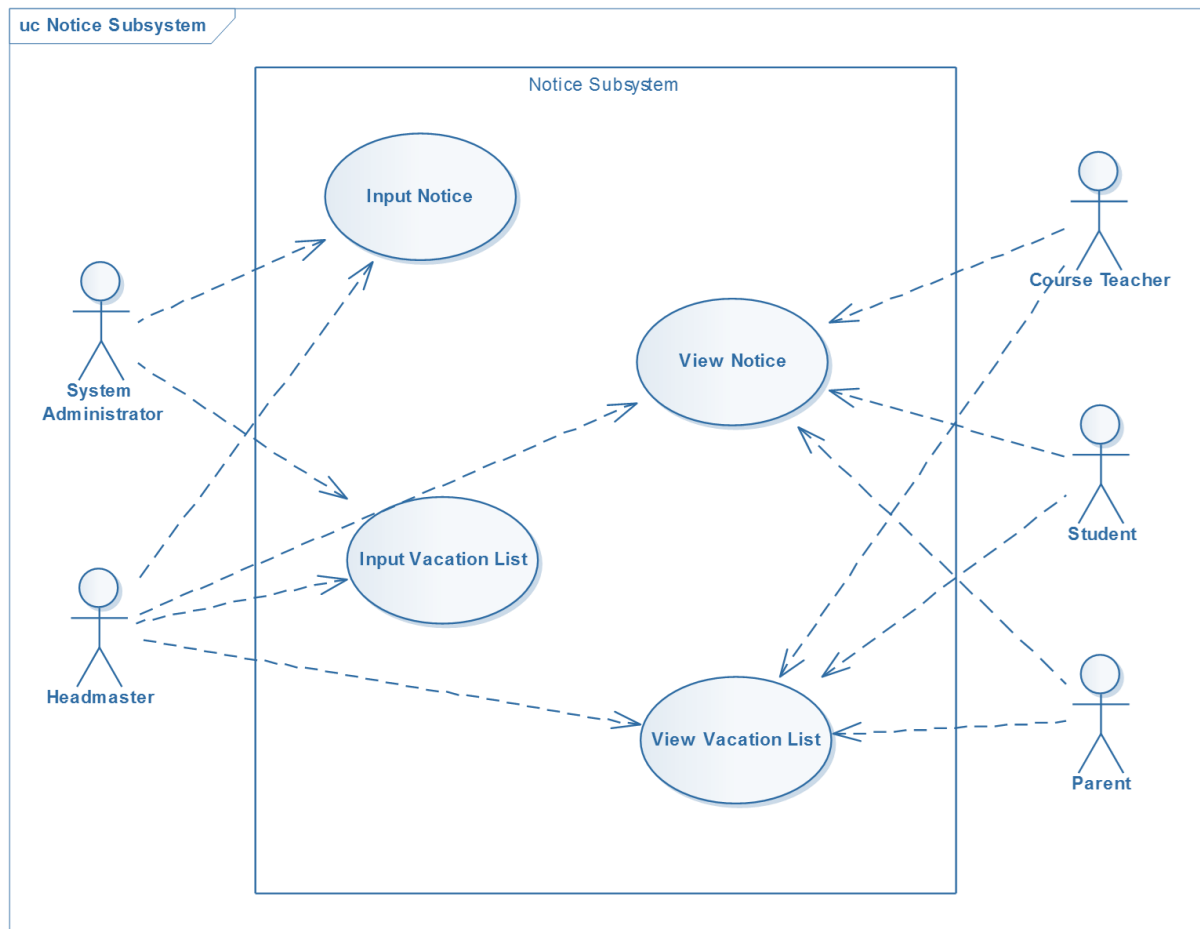 uc Notice Subsystem
Notice Subsystem
Input Notice
Course Teacher
System
Administrator
View Notice
Student
Input Vacation List
Headmaster
View Vacation List
Parent